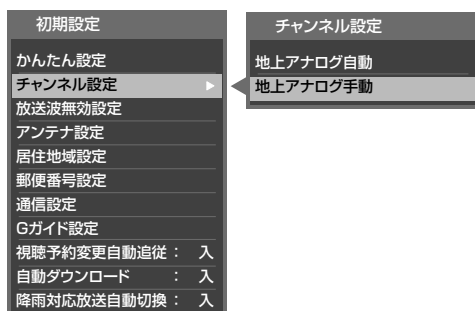 初期設定
かんたん設定
チャンネル設定
放送波無効設定
アンテナ設定
居住地域設定
郵便番号設定
通信設定
Gガイド設定
視聴予約変更自動追従： 入
自動ダウンロード ： 入
降雨対応放送自動切換： 入
チャンネル設定
地上アナログ自動
地上アナログ手動